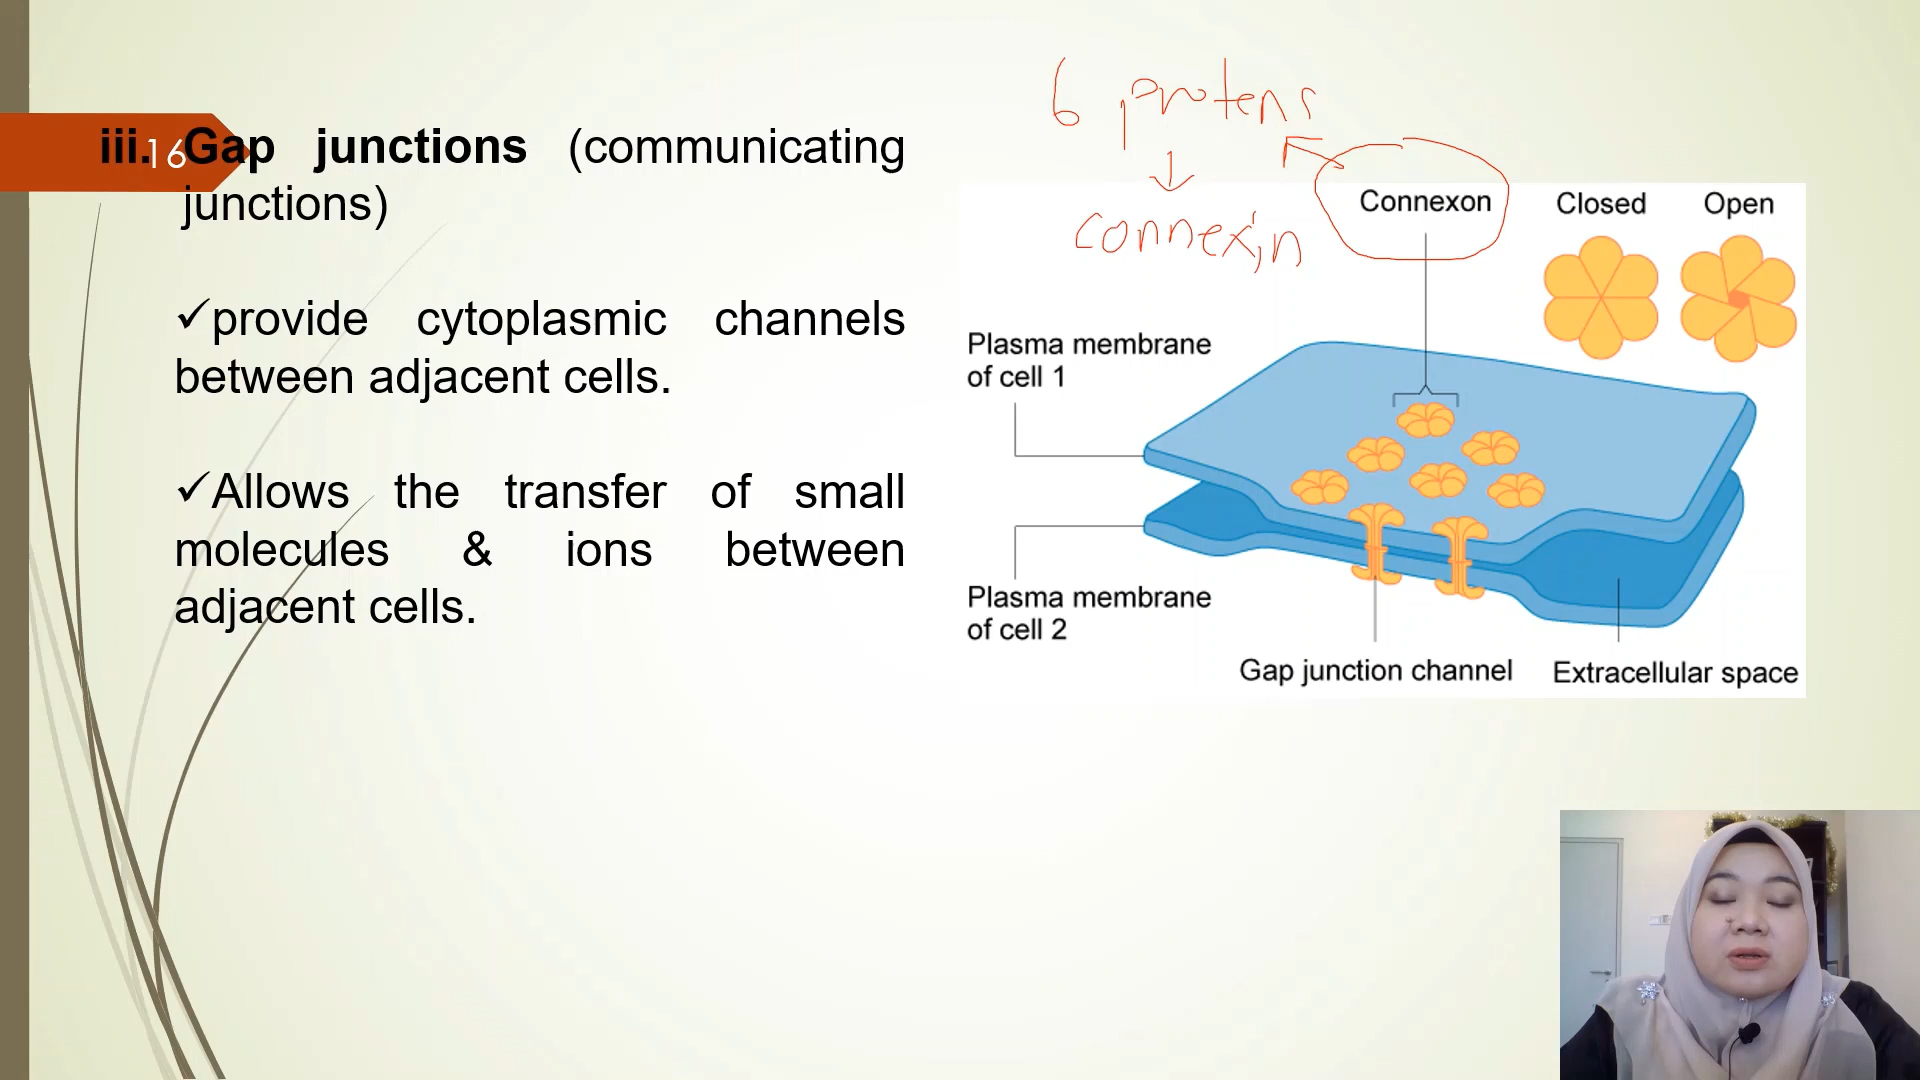 16
iii. Gap junctions (communicating
junctions)
✓provide cytoplasmic channels
between adjacent cells.
✓Allows the transfer of small
molecules & ions between
adjacent cells.
6 protens
connexin
Connexon
Closed
Open
Plasma membrane
of cell 1
Plasma membrane
of cell 2
Gap junction channel
Extracellular space